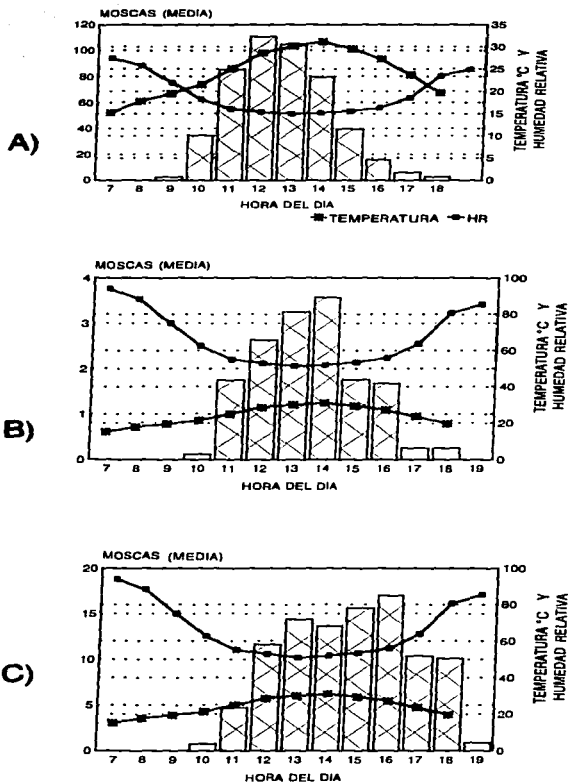 A)
MOSCAS (MEDIA)
120
100
80
60
40
20
0
35
30
25
20
15
10
5
0
TEMPERATURA °C Y
HUMEDAD RELATIVA
7 8 9 10 11 12 13 14 15 16 17 18
HORA DEL DIA
TEMPERATURA HR
B)
MOSCAS (MEDIA)
4
3
2
1
0
100
80
60
40
20
0
TEMPERATURA °C Y
HUMEDAD RELATIVA
7 8 9 10 11 12 13 14 15 16 17 18 19
HORA DEL DIA
C)
MOSCAS (MEDIA)
20
15
10
5
0
100
80
60
40
20
0
TEMPERATURA °C Y
HUMEDAD RELATIVA
7 8 9 10 11 12 13 14 15 16 17 18 19
HORA DEL DIA